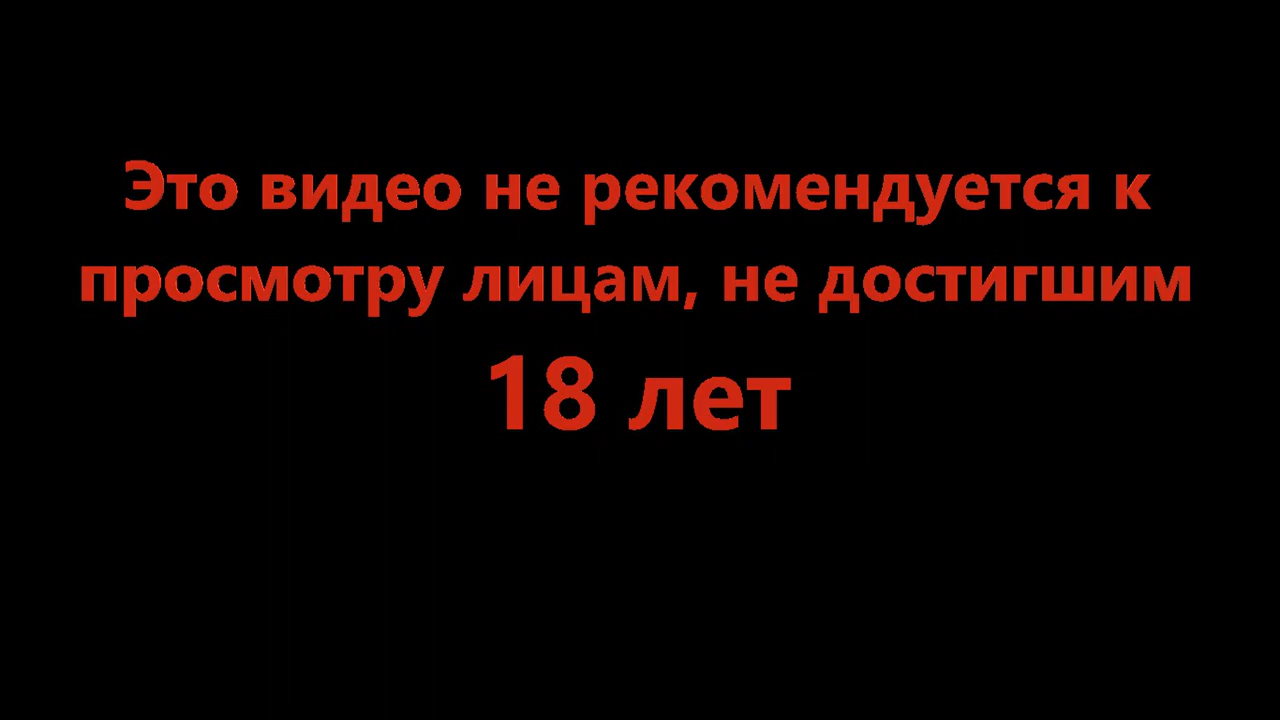 Это видео не рекомендуется к
просмотру лицам, не достигшим
18 лет